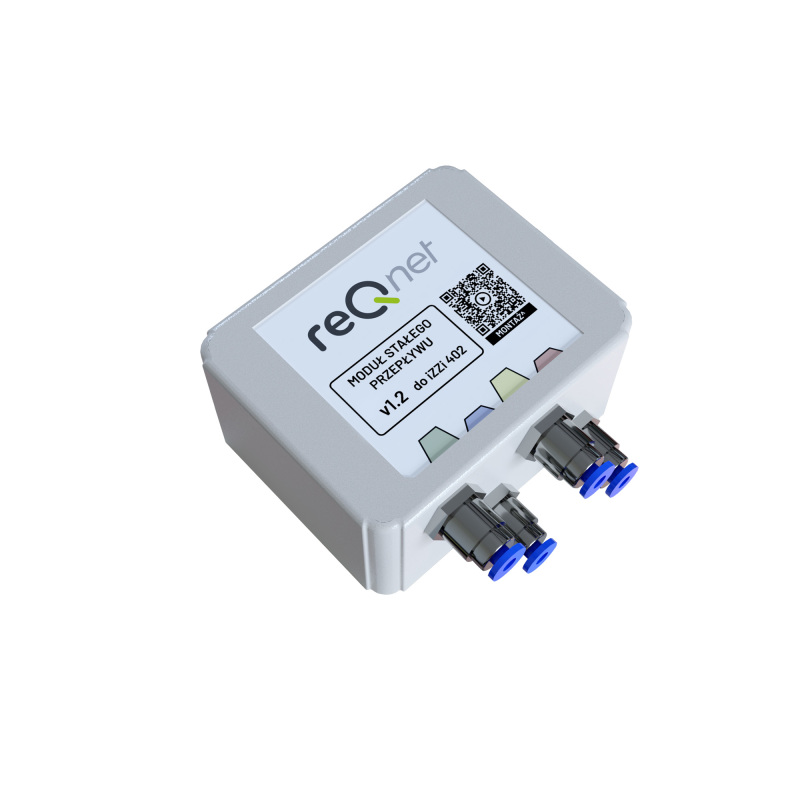 reQnet
MODUŁ STAŁEGO
PRZEPŁYWU
v1.2 do iZZi 402
MONTAŻ